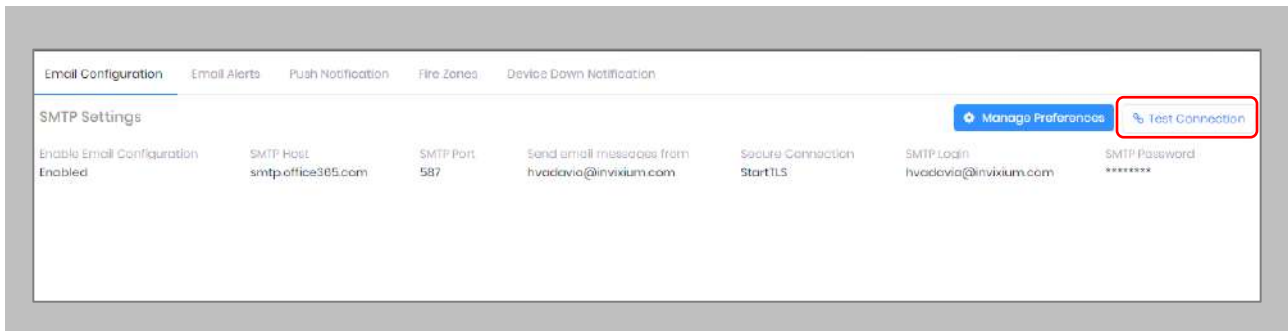 Email Configuration Email Alerts Push Notification Fire Zones Device Down Notification
SMTP Settings Manage Preferences Test Connection
Enable Email Configuration SMTP Host SMTP Port Send email messages from Secure Connection SMTP Login SMTP Password
Enabled smtp.office365.com 587 hvadavia@invixium.com StartTLS hvadavia@invixium.com ********